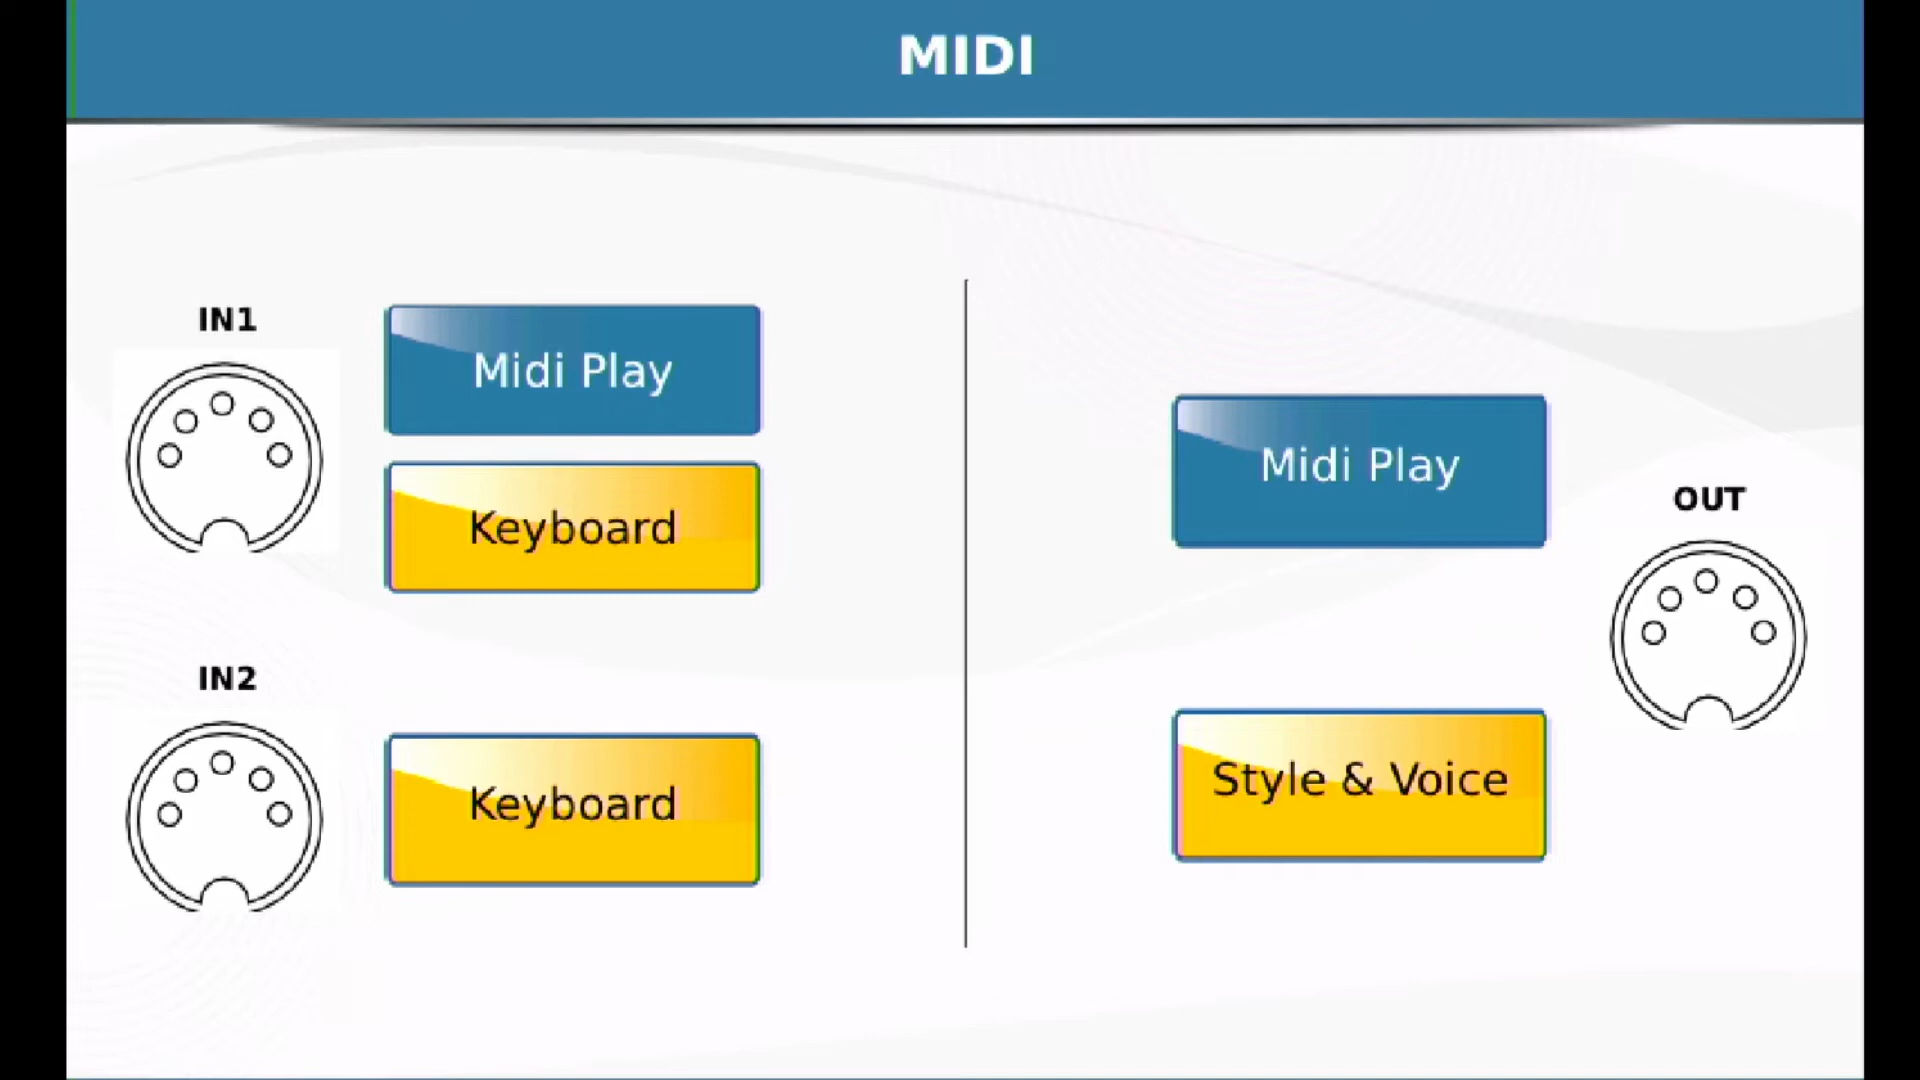 MIDI
IN1
Midi Play
Keyboard
IN2
Keyboard
Midi Play
OUT
Style & Voice